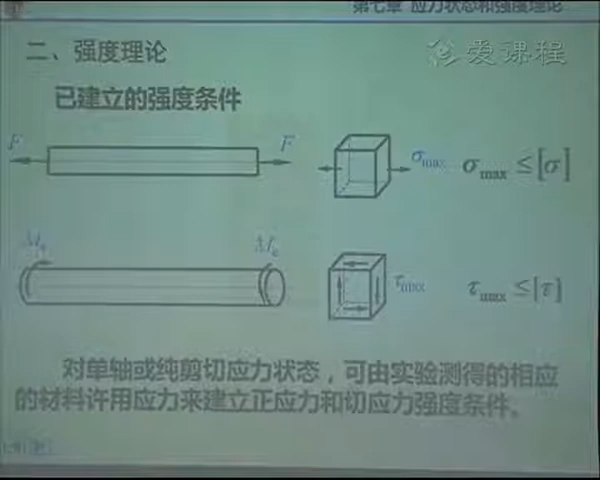 第七章 应力状态和强度理论
爱课程
二、强度理论
已建立的强度条件
F F σmax σmax ≤[σ]
Me Me τmax τmax ≤[τ]
对单轴或纯剪切应力状态，可由实验测得的相应
的材料许用应力来建立正应力和切应力强度条件。